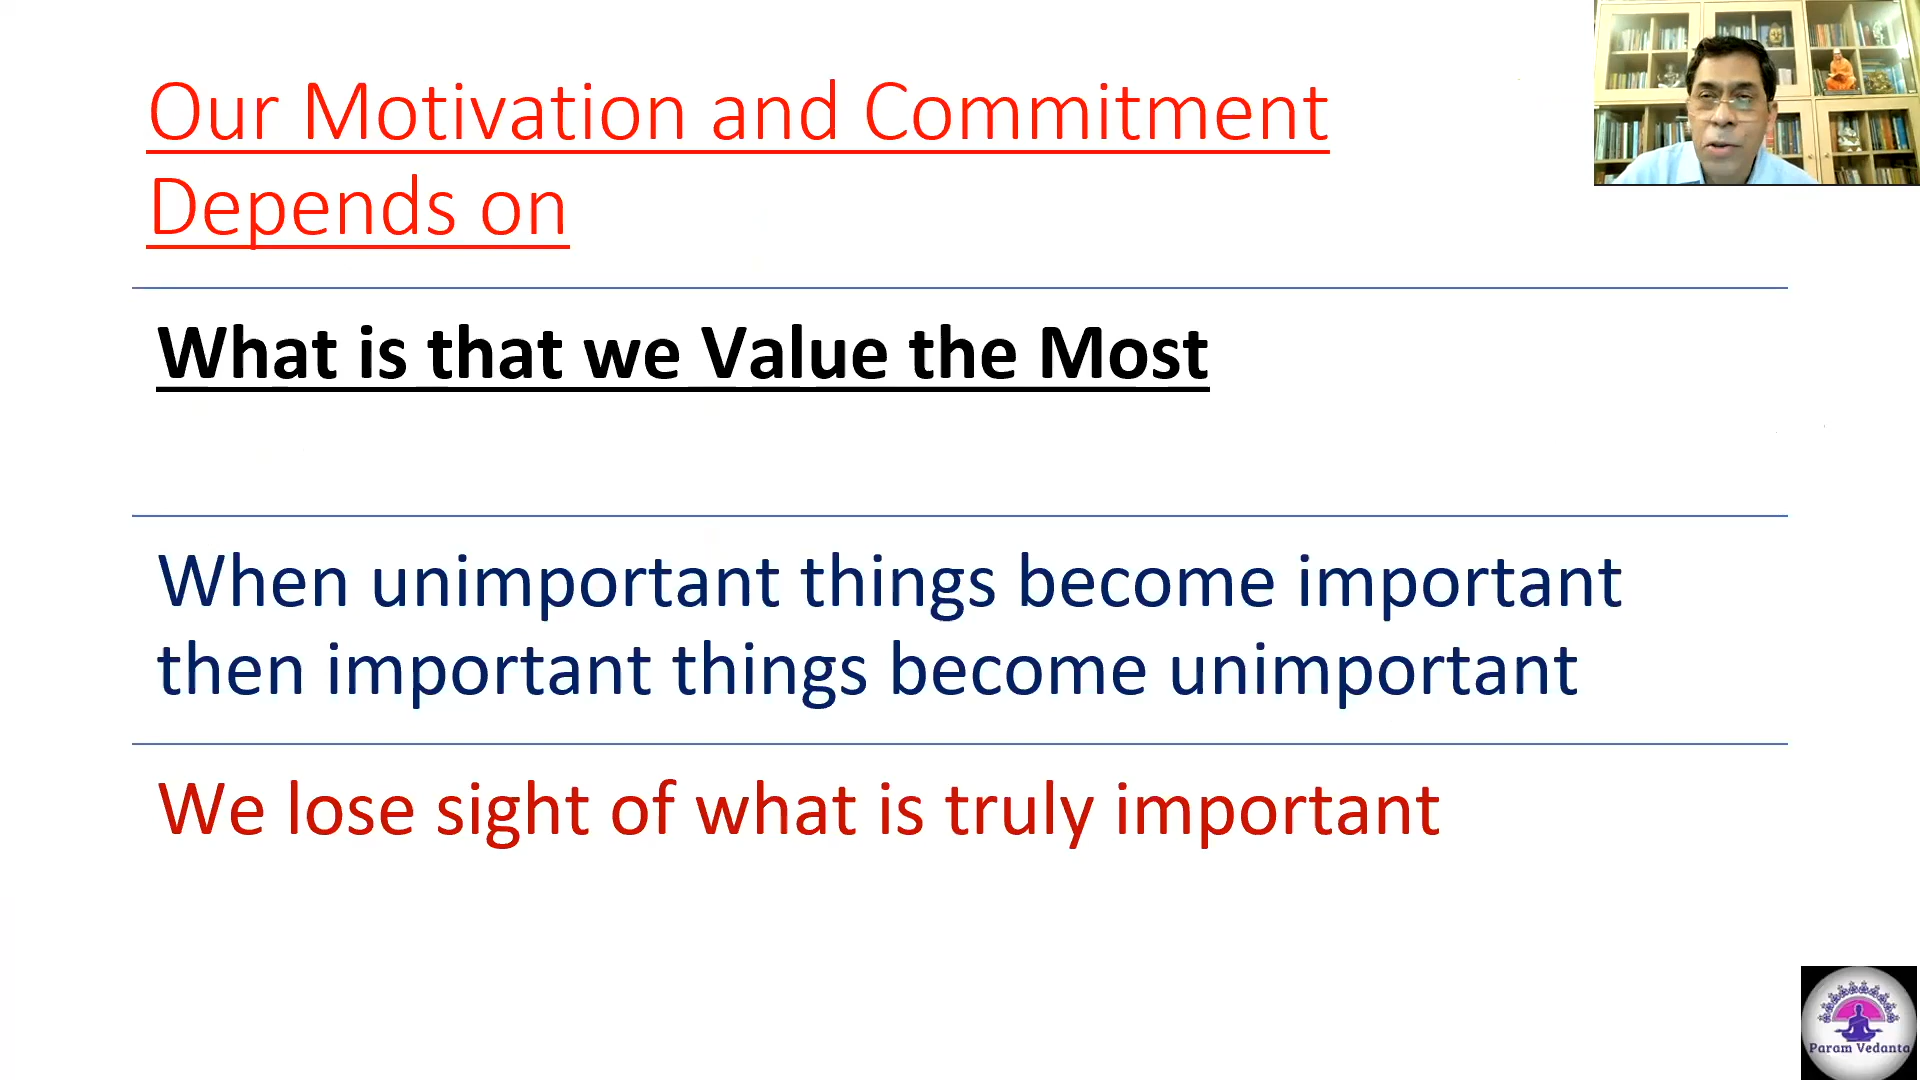 Our Motivation and Commitment
Depends on
What is that we Value the Most
When unimportant things become important
then important things become unimportant
We lose sight of what is truly important
Param Vedanta